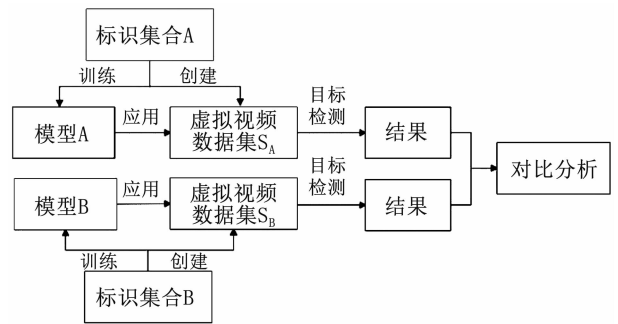 标识集合A
训练
创建
模型A
应用
虚拟视频
数据集S_A
目标
检测
结果
对比分析
模型B
应用
虚拟视频
数据集S_B
目标
检测
结果
训练
创建
标识集合B